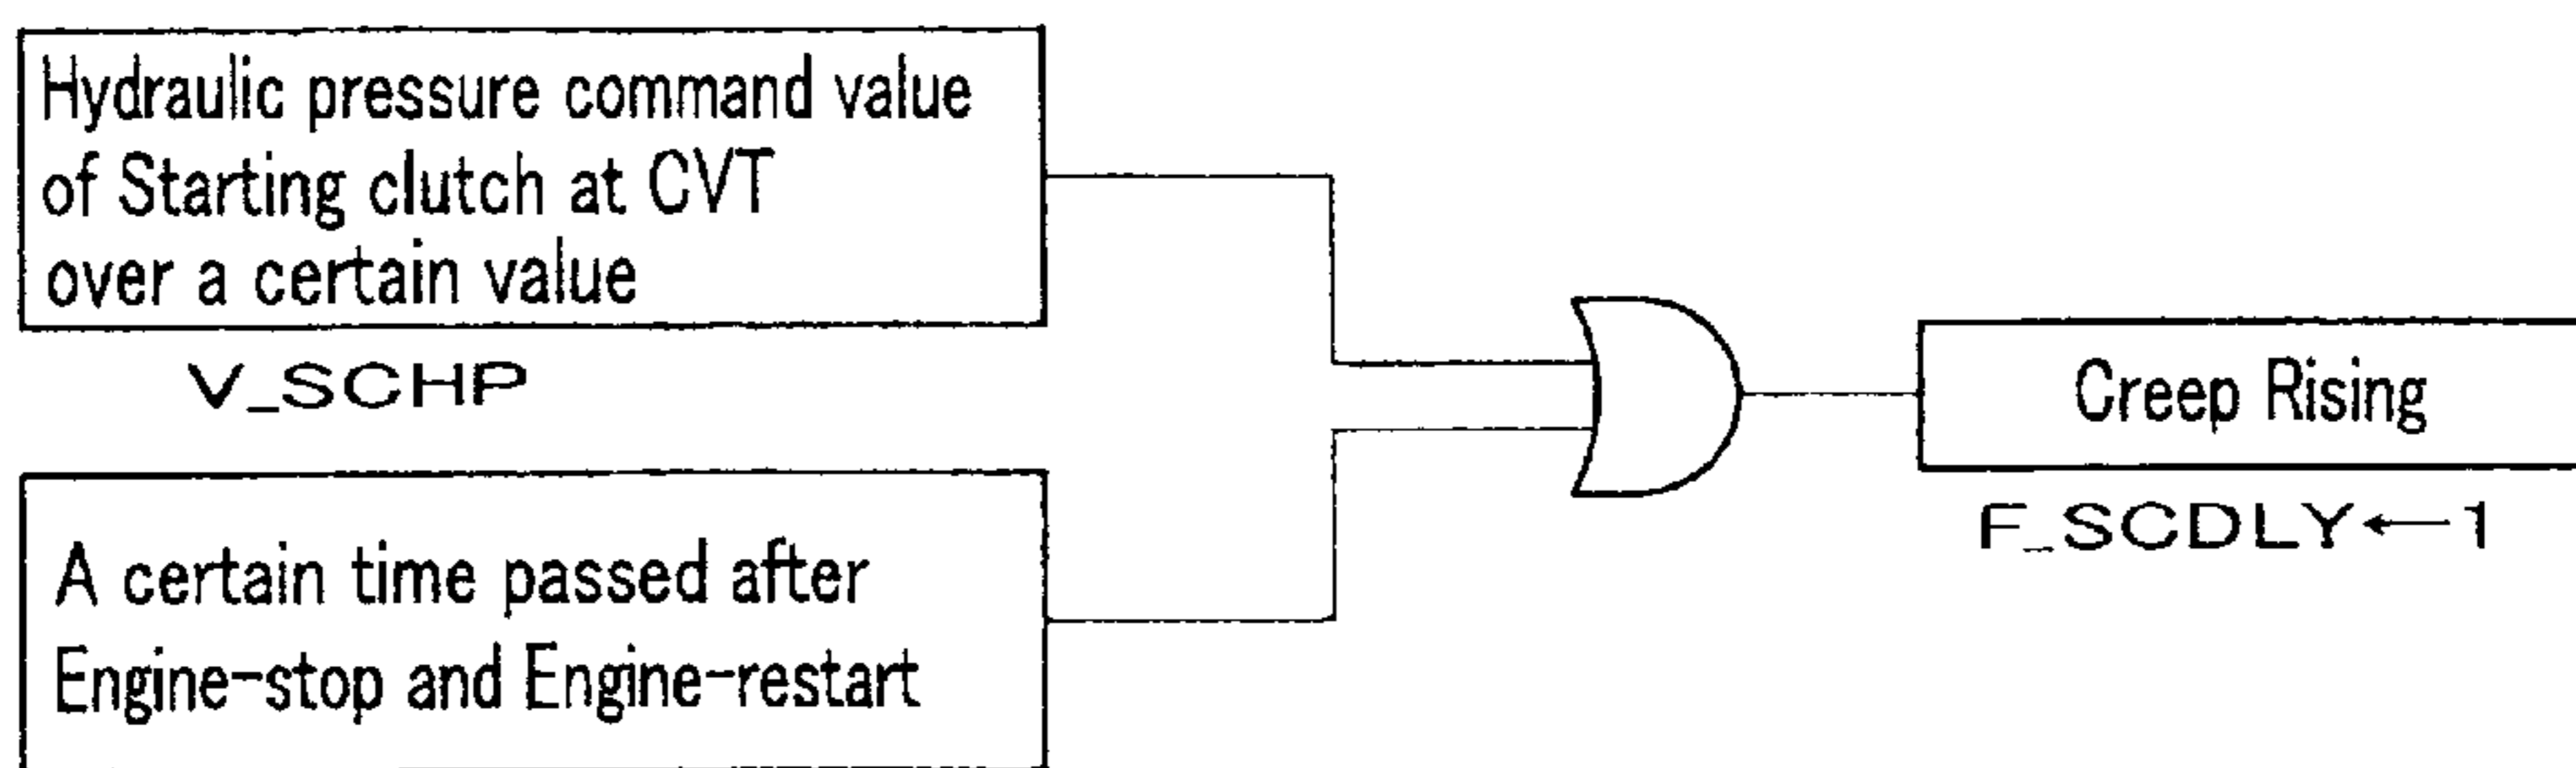 Hydraulic pressure command value
of Starting clutch at CVT
over a certain value
V_SCHP
A certain time passed after
Engine-stop and Engine-restart
Creep Rising
F_SCDLY←1